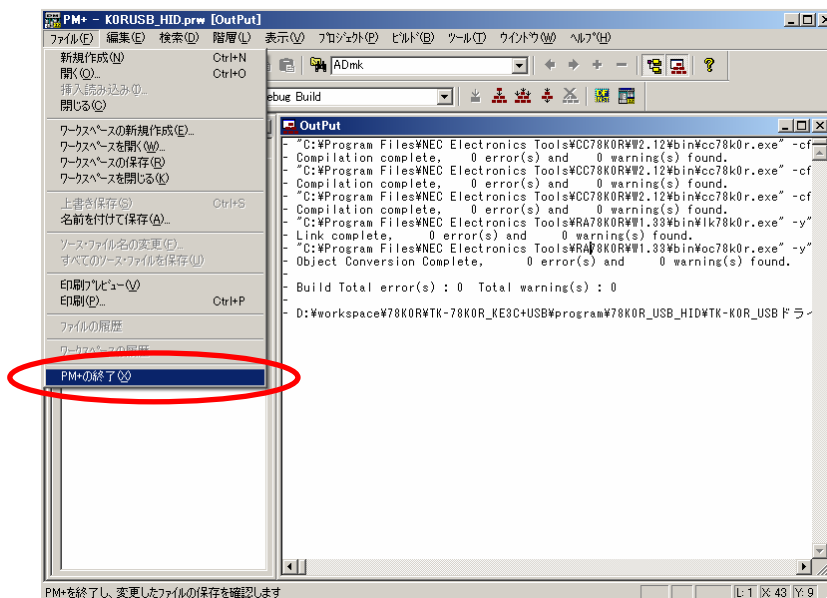 PM+ - K0RUSB_HID.prw [OutPut]
ファイル(F) 編集(E) 検索(D) 階層(L) 表示(V) プロジェクト(P) ビルド(B) ツール(T) ウインドウ(W) ヘルプ(H)
新規作成(N) Ctrl+N
開く(O)... Ctrl+O
挿入読み込み(I)...
閉じる(C)
ワークスペースの新規作成(E)...
ワークスペースを開く(W)...
ワークスペースの保存(R)
ワークスペースを閉じる(K)
上書き保存(S) Ctrl+S
名前を付けて保存(A)...
ソース・ファイル名の変更(F)...
すべてのソース・ファイルを保存(U)
印刷プレビュー(V)
印刷(P)... Ctrl+P
ファイルの履歴
ワークスペースの履歴
PM+の終了(X)
ADmk
ebug Build
OutPut
- "C:¥Program Files¥NEC Electronics Tools¥CC78K0R¥W2.12¥bin¥cc78k0r.exe" -cf
- Compilation complete, 0 error(s) and 0 warning(s) found.
- "C:¥Program Files¥NEC Electronics Tools¥CC78K0R¥W2.12¥bin¥cc78k0r.exe" -cf
- Compilation complete, 0 error(s) and 0 warning(s) found.
- "C:¥Program Files¥NEC Electronics Tools¥CC78K0R¥W2.12¥bin¥cc78k0r.exe" -cf
- Compilation complete, 0 error(s) and 0 warning(s) found.
- "C:¥Program Files¥NEC Electronics Tools¥RA78K0R¥W1.33¥bin¥lk78k0r.exe" -y"
- Link complete, 0 error(s) and 0 warning(s) found.
- "C:¥Program Files¥NEC Electronics Tools¥RA78K0R¥W1.33¥bin¥oc78k0r.exe" -y"
- Object Conversion Complete, 0 error(s) and 0 warning(s) found.
-
- Build Total error(s) : 0 Total warning(s) : 0
-
- D:¥workspace¥78K0R¥TK-78K0R_KE3C+USB¥program¥78K0R_USB_HID¥TK-K0R_USBドラィ
PM+を終了し、変更したファイルの保存を確認します
L: 1 X: 43 Y: 9